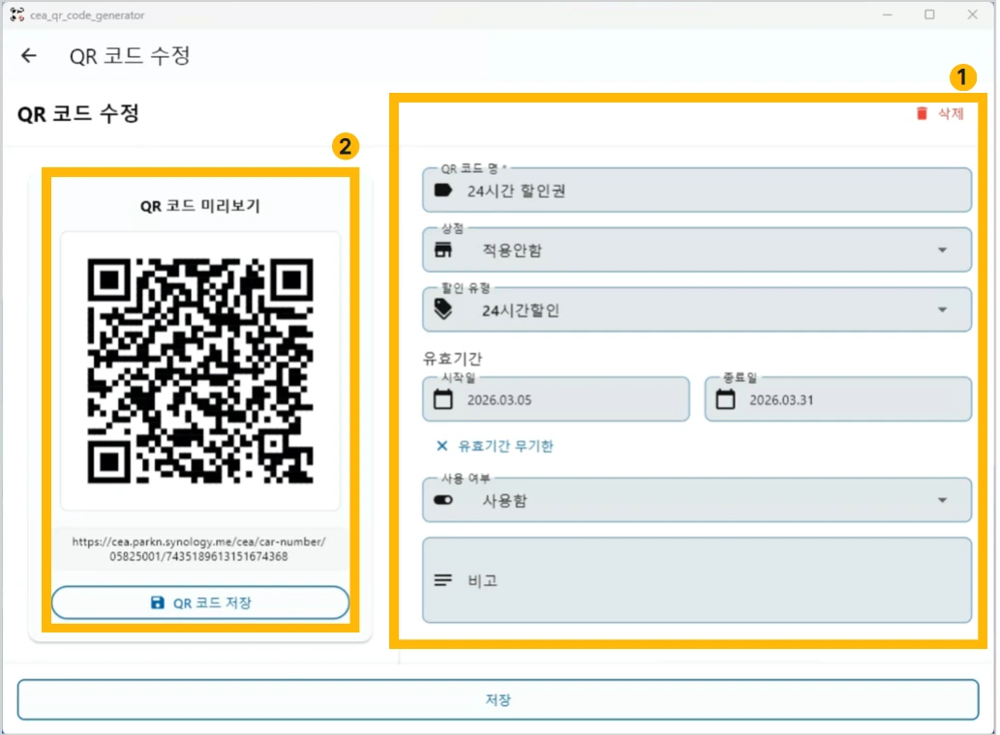 cea_qr_code_generator
QR 코드 수정
QR 코드 수정
1
삭제
2
QR 코드 미리보기
https://cea.parkn.synology.me/cea/car-number/
05825001/7435189613151674368
QR 코드 저장
QR 코드 명 *
24시간 할인권
상점
적용안함
할인 유형
24시간할인
유효기간
시작일
2026.03.05
종료일
2026.03.31
유효기간 무기한
사용 여부
사용함
비고
저장